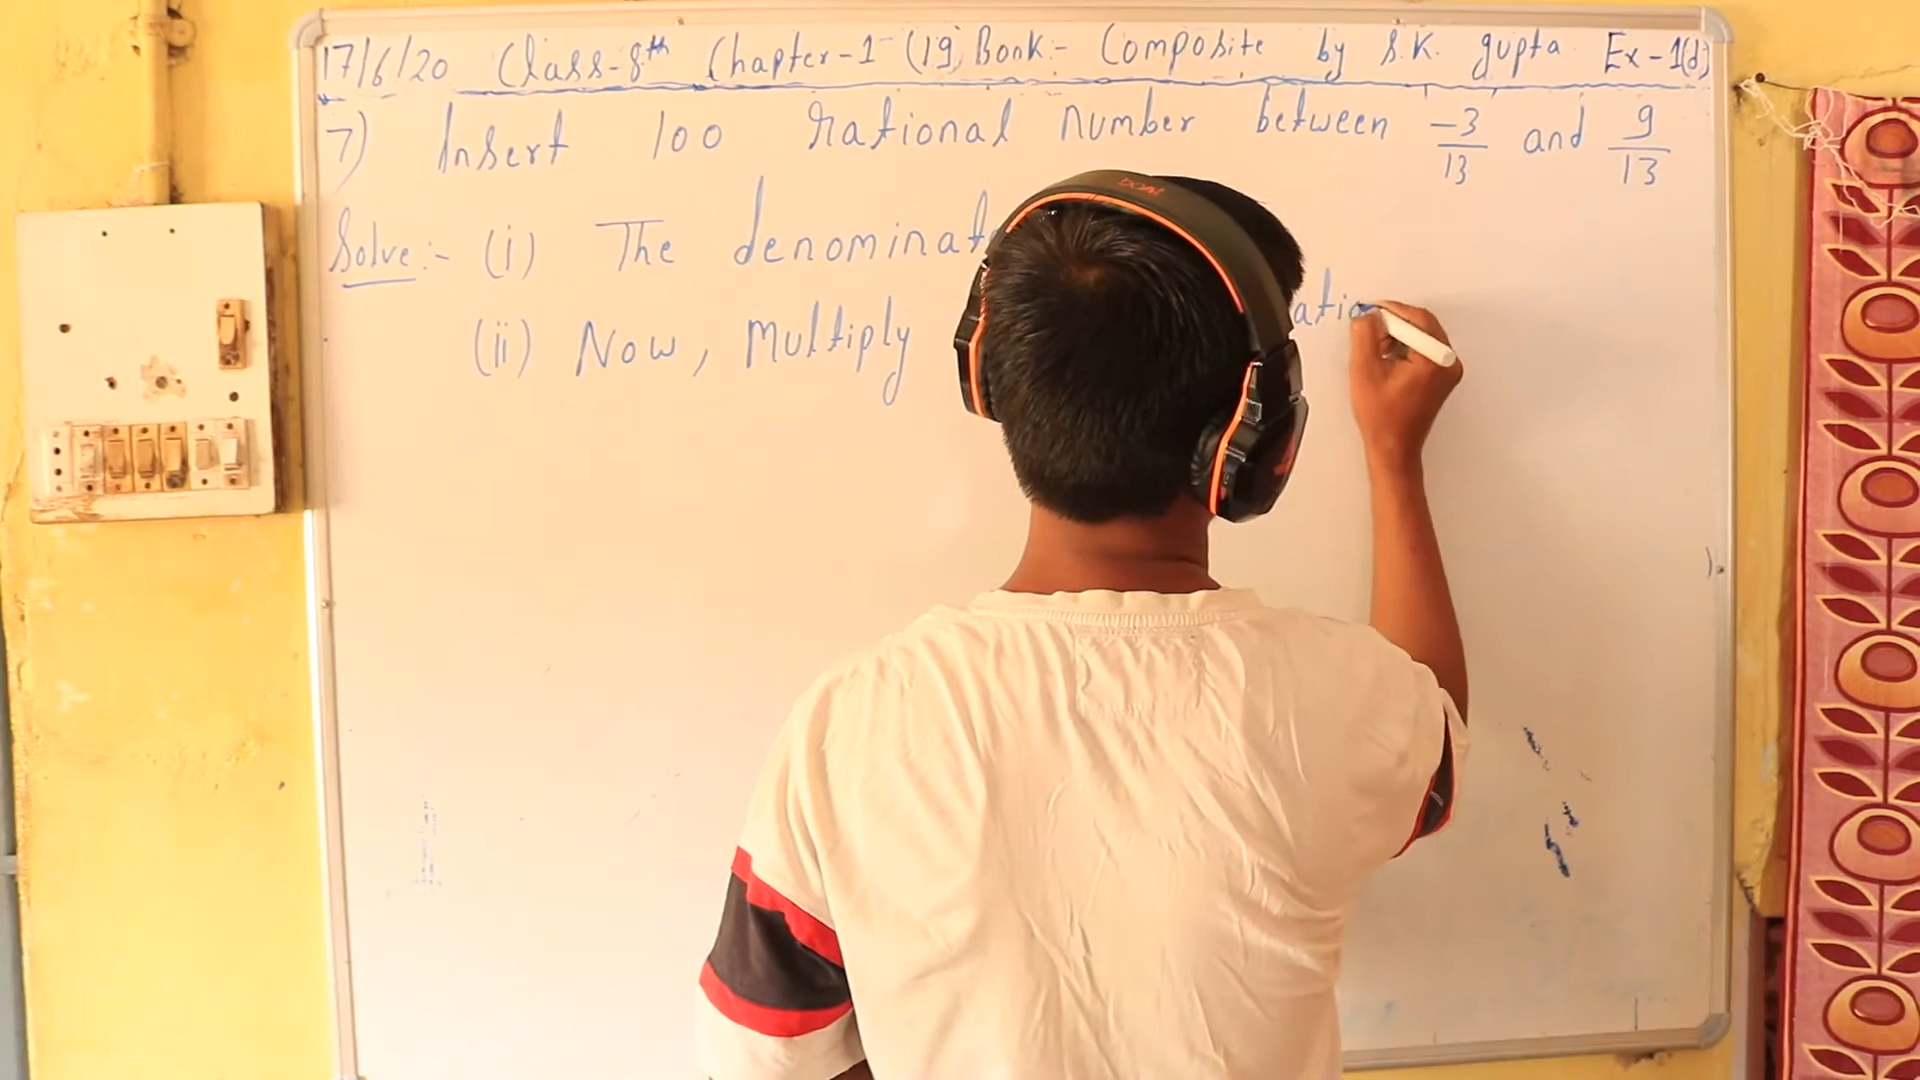 17/6/20 Class-8th Chapter-1 (19) Book:- Composite by S.K. gupta Ex-1(d)
7) Insert 100 rational number between -3/13 and 9/13
Solve:- (i) The
(ii) Now, Multiply
boAt